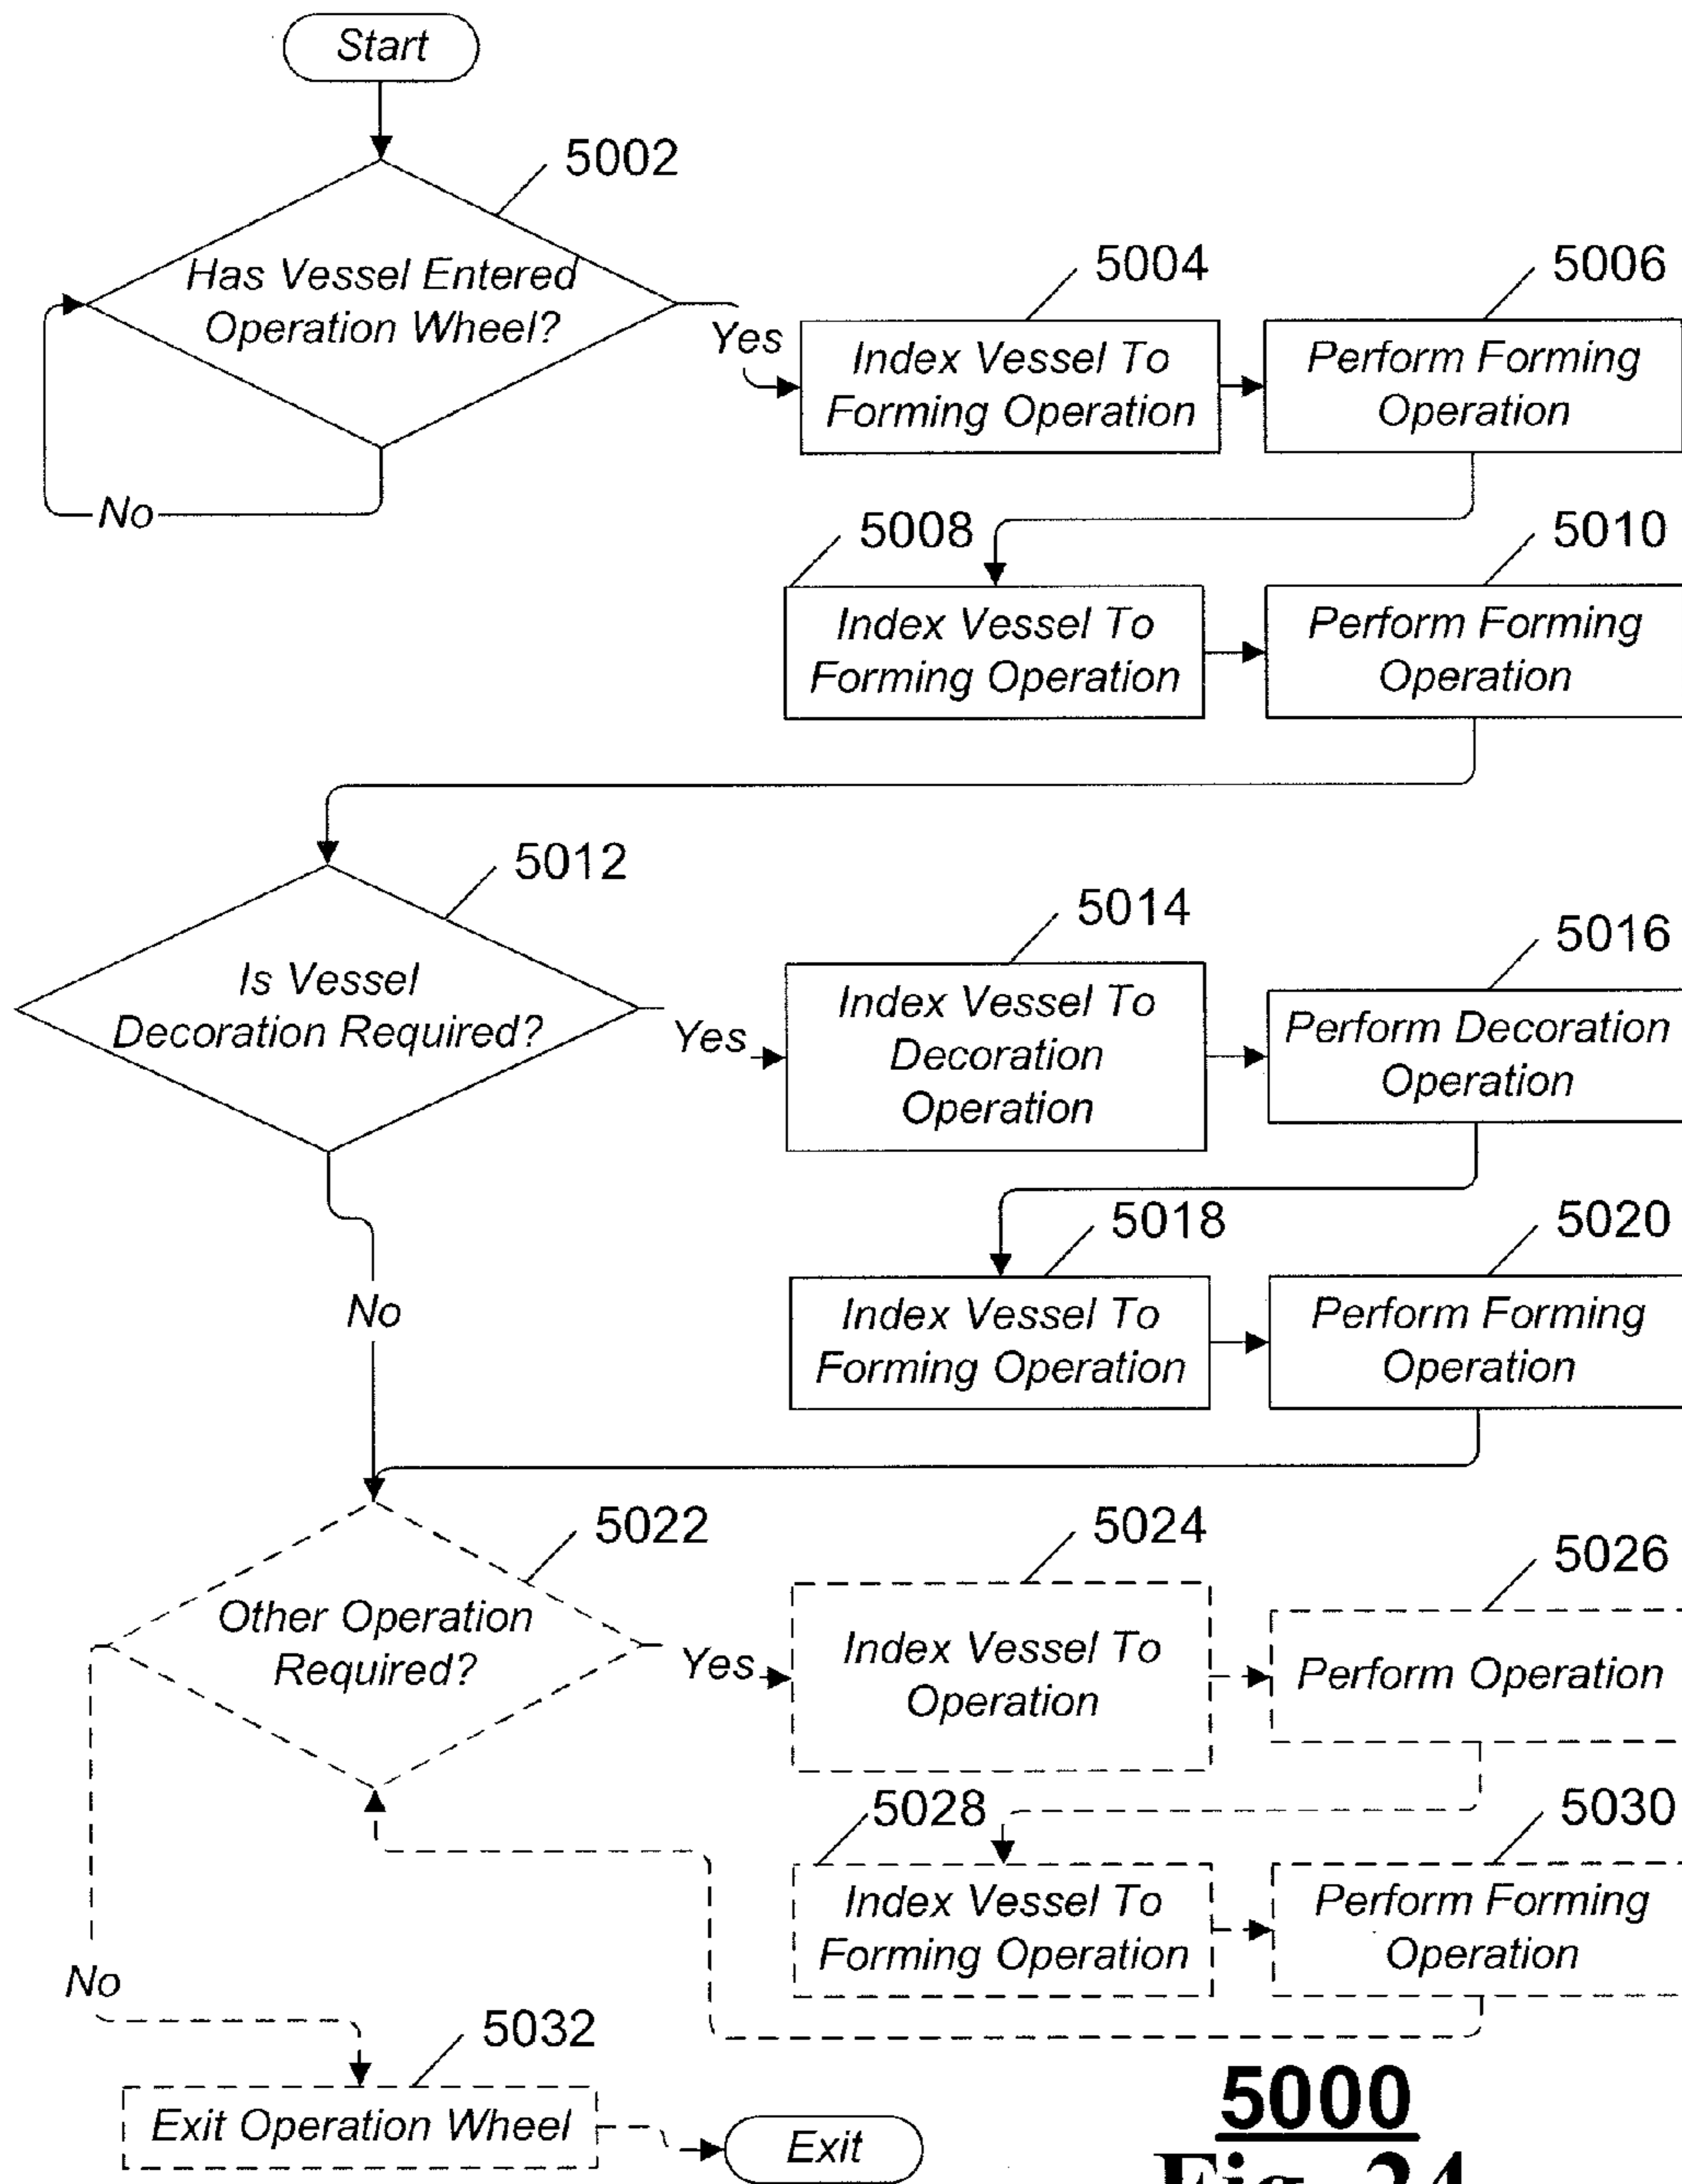 Start
5002
Has Vessel Entered
Operation Wheel?
Yes
No
5004
Index Vessel To
Forming Operation
5006
Perform Forming
Operation
5008
Index Vessel To
Forming Operation
5010
Perform Forming
Operation
5012
Is Vessel
Decoration Required?
Yes
No
5014
Index Vessel To
Decoration
Operation
5016
Perform Decoration
Operation
5018
Index Vessel To
Forming Operation
5020
Perform Forming
Operation
5022
Other Operation
Required?
Yes
No
5024
Index Vessel To
Operation
5026
Perform Operation
5028
Index Vessel To
Forming Operation
5030
Perform Forming
Operation
5032
Exit Operation Wheel
Exit
5000
Fig. 24